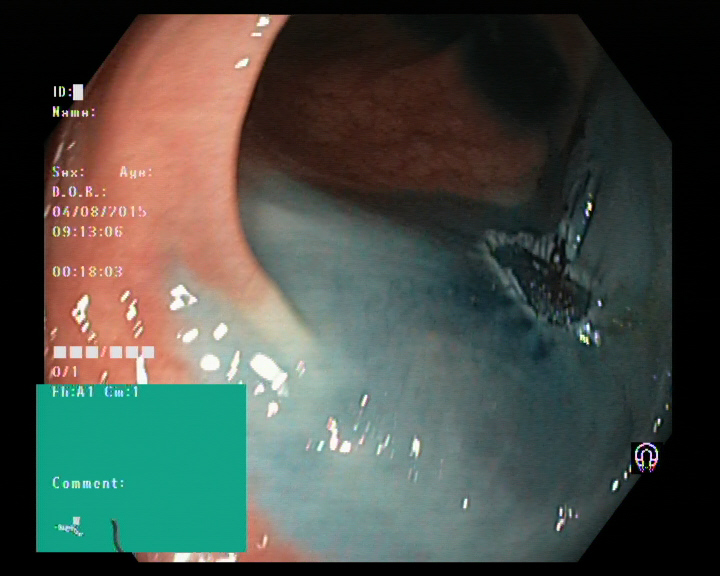 ID:
Name:
Sex: Age:
D.O.B.:
04/08/2015
09:13:06
00:18:03
/
0/1
Eh:A1 Cm:1
Comment: